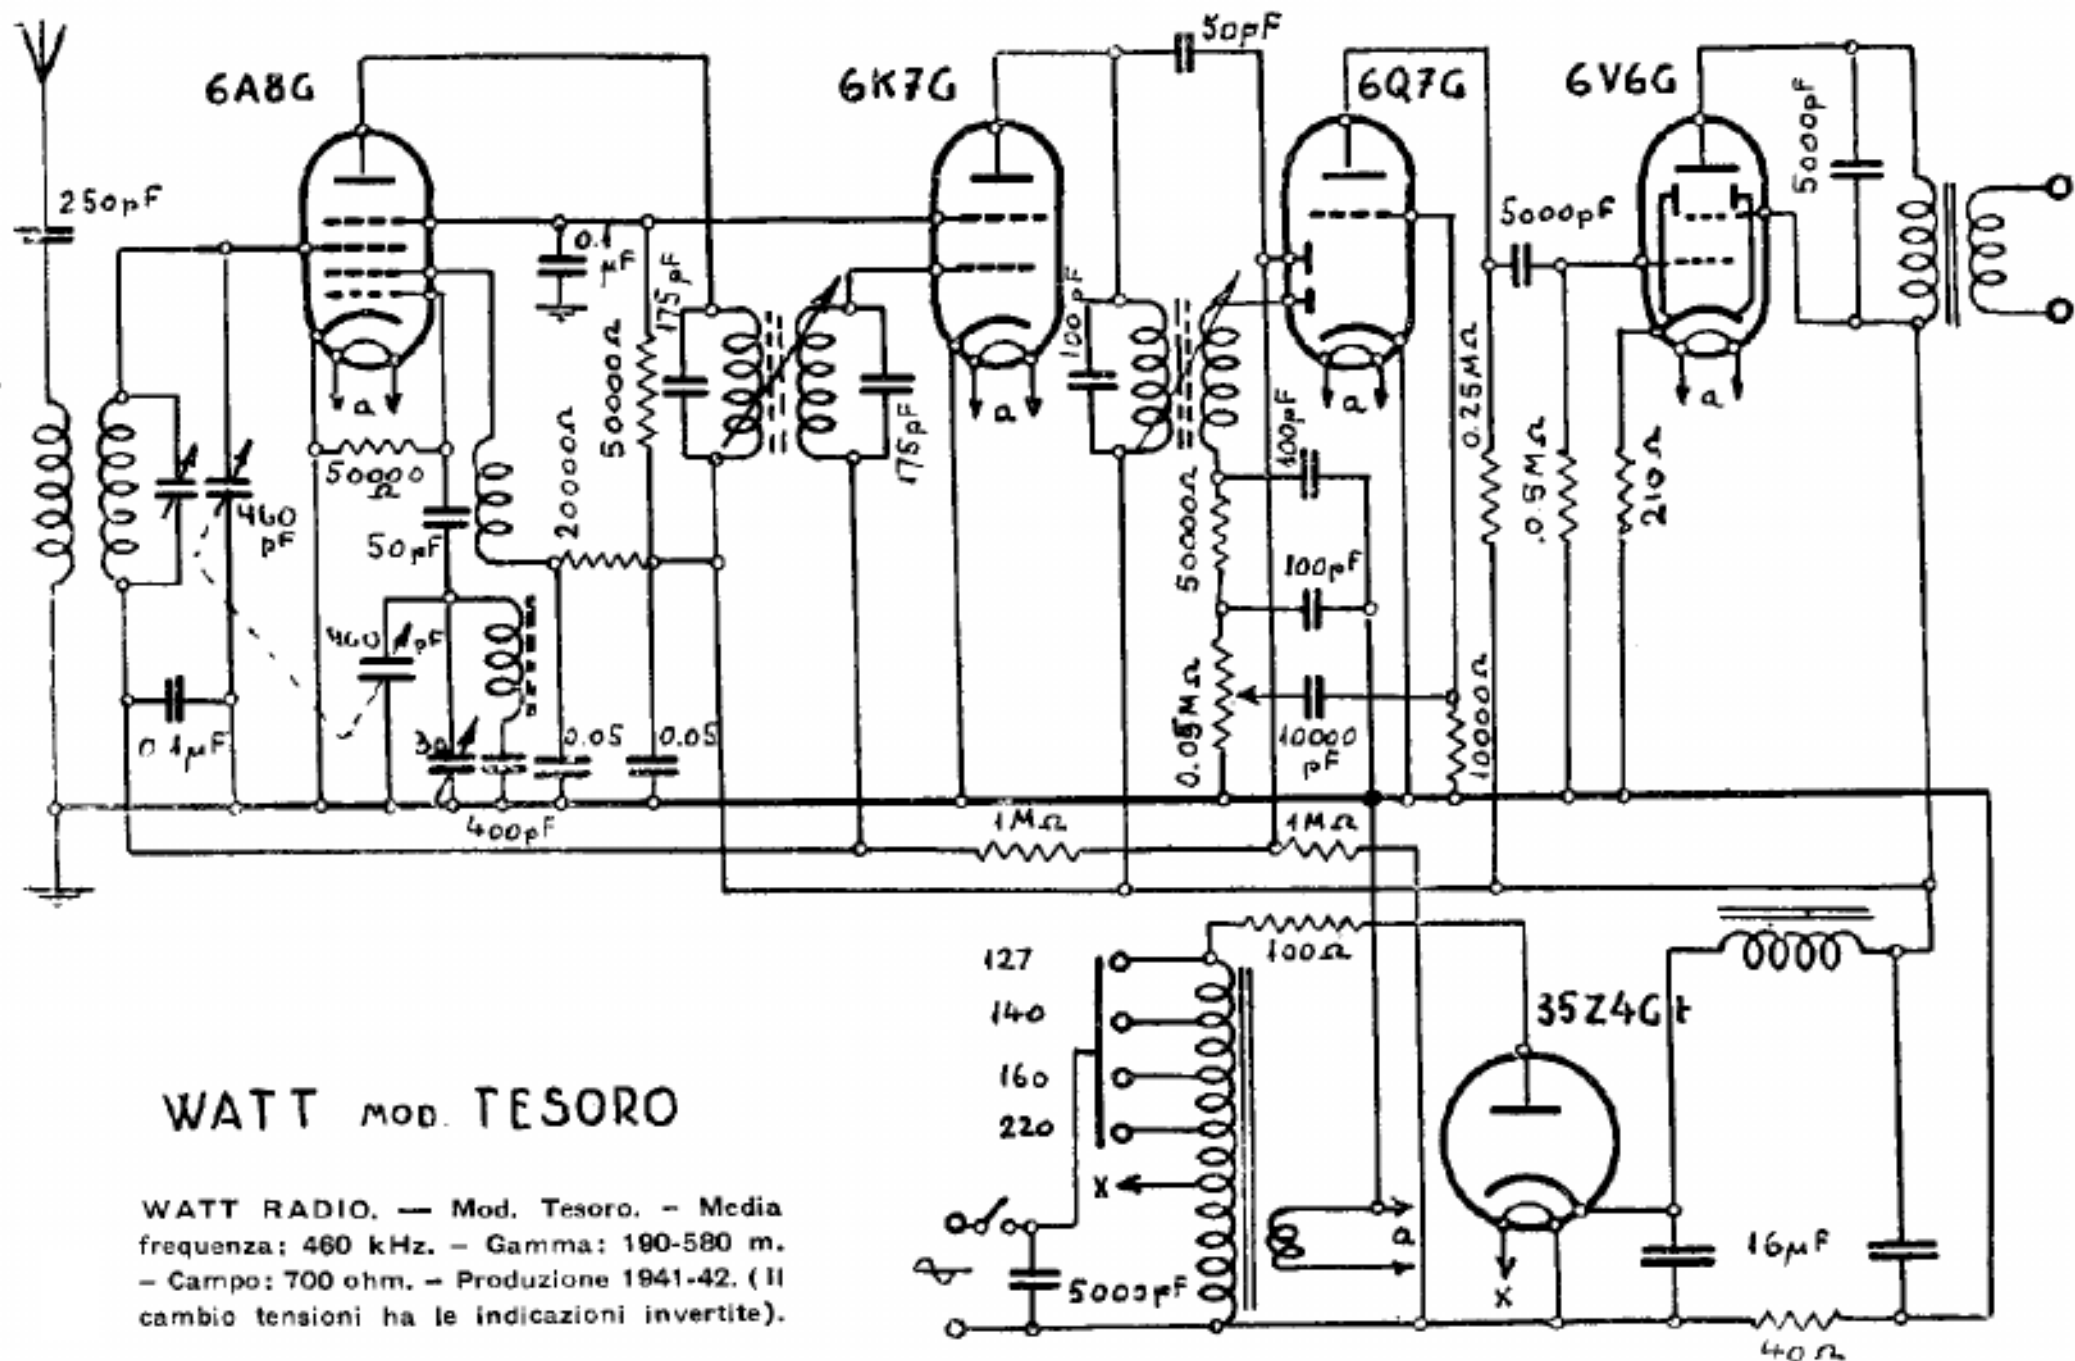 50pF
6A8G
6K7G
6Q7G
6V6G
5000pF
250pF
5000pF
0.1
µF
175pF
50000Ω
100pF
a
a
a
a
175pF
20000Ω
50000
Ω
460
pF
50pF
100pF
50000Ω
0.25MΩ
.0.5MΩ
210Ω
100pF
460 pF
0.05MΩ
10000Ω
0.1µF
30
0.05
0.05
10000
pF
400pF
1MΩ
1MΩ
100Ω
127
140
160
220
X
35Z4Gt
a
X
5000pF
16µF
40Ω
WATT MOD. TESORO
WATT RADIO. — Mod. Tesoro. – Media
frequenza: 460 kHz. – Gamma: 190-580 m.
– Campo: 700 ohm. – Produzione 1941-42. (Il
cambio tensioni ha le indicazioni invertite).